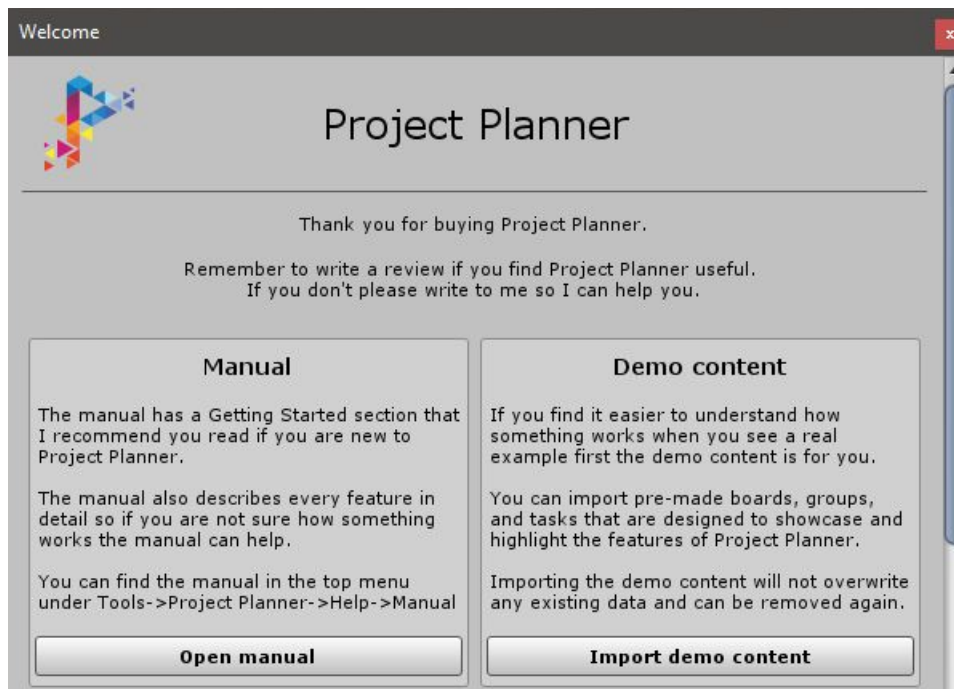 Welcome
x
Project Planner
Thank you for buying Project Planner.
Remember to write a review if you find Project Planner useful.
If you don't please write to me so I can help you.
Manual
The manual has a Getting Started section that
I recommend you read if you are new to
Project Planner.
The manual also describes every feature in
detail so if you are not sure how something
works the manual can help.
You can find the manual in the top menu
under Tools->Project Planner->Help->Manual
Open manual
Demo content
If you find it easier to understand how
something works when you see a real
example first the demo content is for you.
You can import pre-made boards, groups,
and tasks that are designed to showcase and
highlight the features of Project Planner.
Importing the demo content will not overwrite
any existing data and can be removed again.
Import demo content